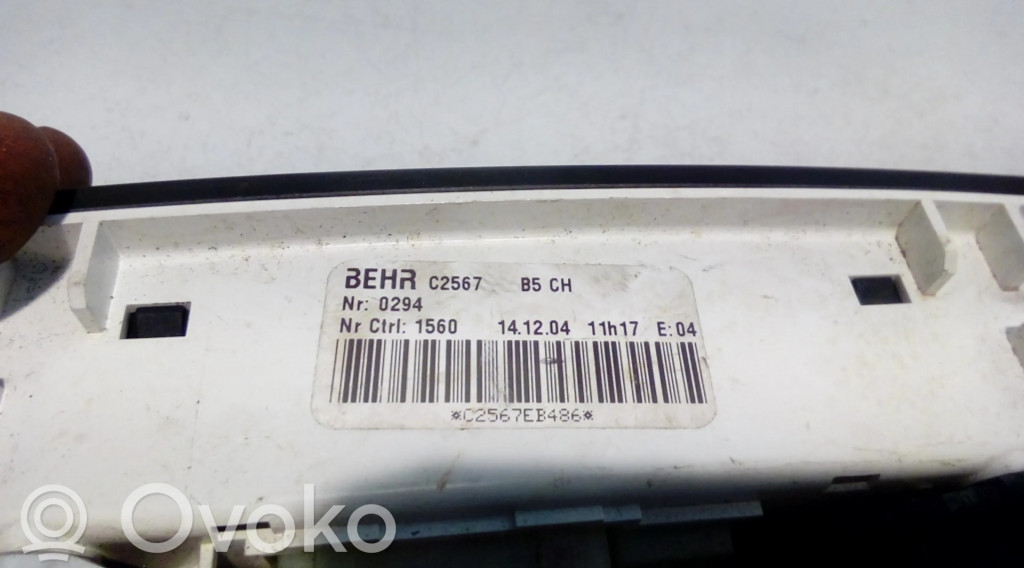 BEHR C2567 B5 CH
Nr: 0294
Nr Ctrl: 1560 14.12.04 11h17 E: 04
*C2567EB486*
Ovoko